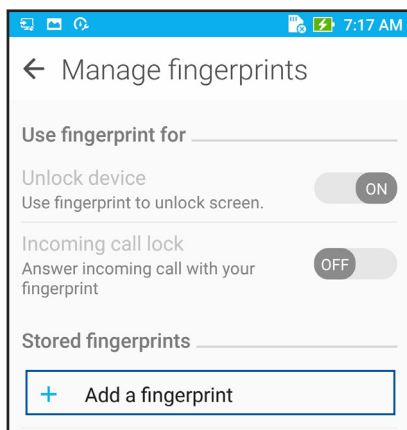 7:17 AM
Manage fingerprints
Use fingerprint for
Unlock device
Use fingerprint to unlock screen.
ON
Incoming call lock
Answer incoming call with your
fingerprint
OFF
Stored fingerprints
+ Add a fingerprint